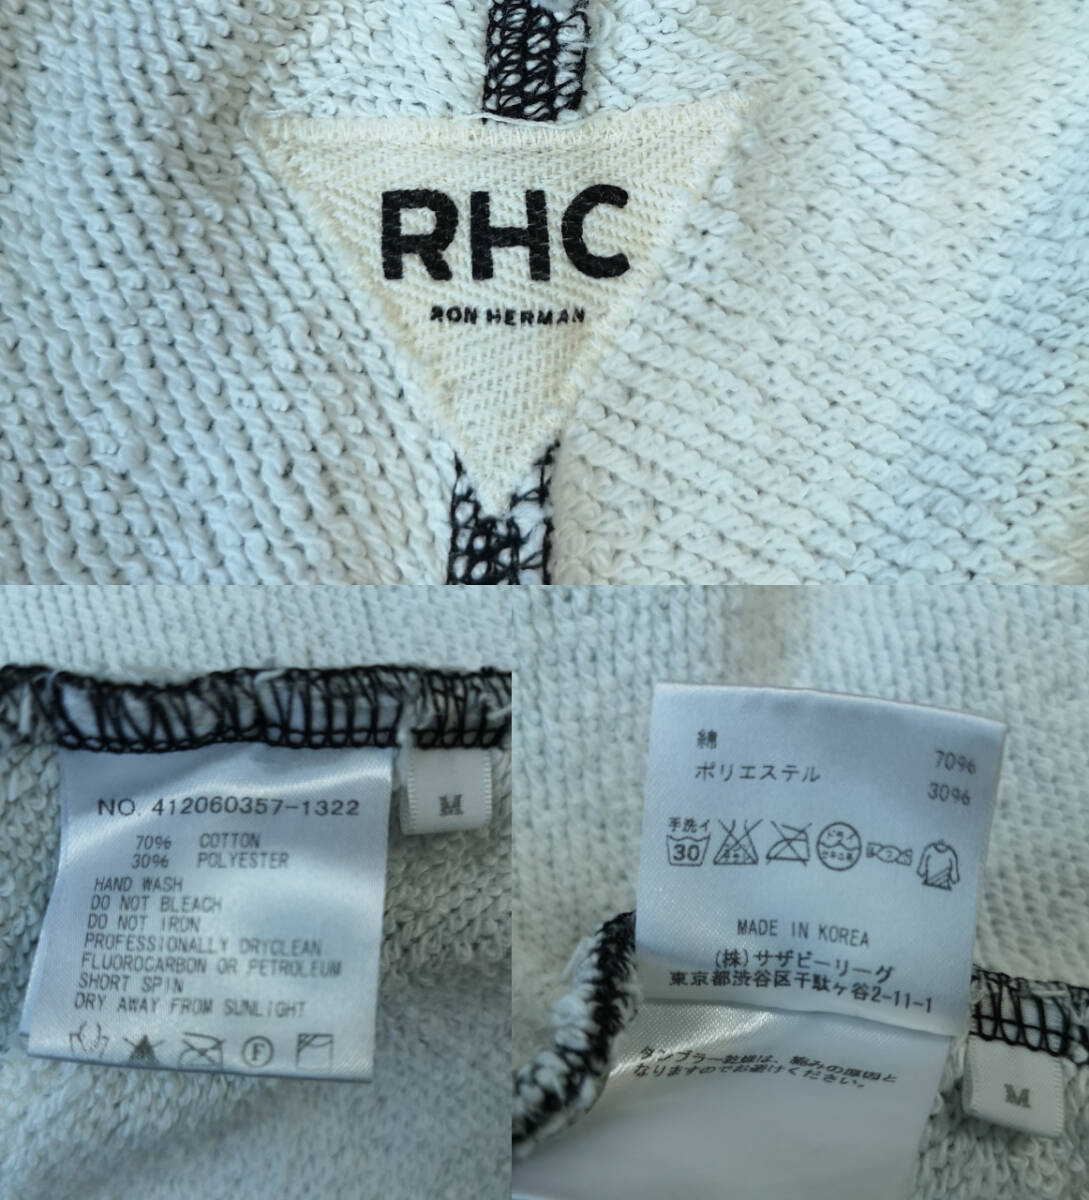 RHC
RON HERMAN
NO. 412060357-1322
70% COTTON
30% POLYESTER
HAND WASH
DO NOT BLEACH
DO NOT IRON
PROFESSIONALLY DRYCLEAN
FLUOROCARBON OR PETROLEUM
SHORT SPIN
DRY AWAY FROM SUNLIGHT
F
M
綿 70%
ポリエステル 30%
手洗イ
30
MADE IN KOREA
(株)サザビーリーグ
東京都渋谷区千駄ヶ谷2-11-1
タンブラー乾燥は、縮みの原因と
なりますのでお避けください。
M